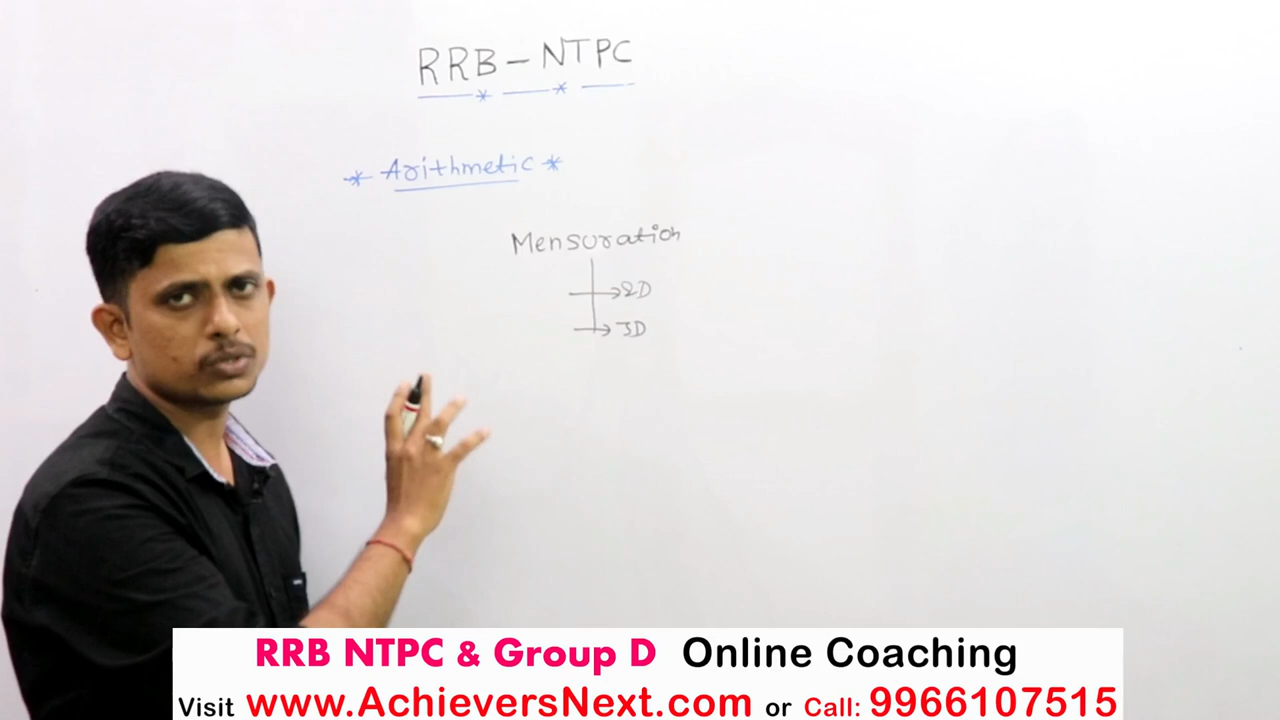 RRB - NTPC
* Arithmetic *
Mensuration
2D
3D
RRB NTPC & Group D Online Coaching
Visit www.AchieversNext.com or Call: 9966107515